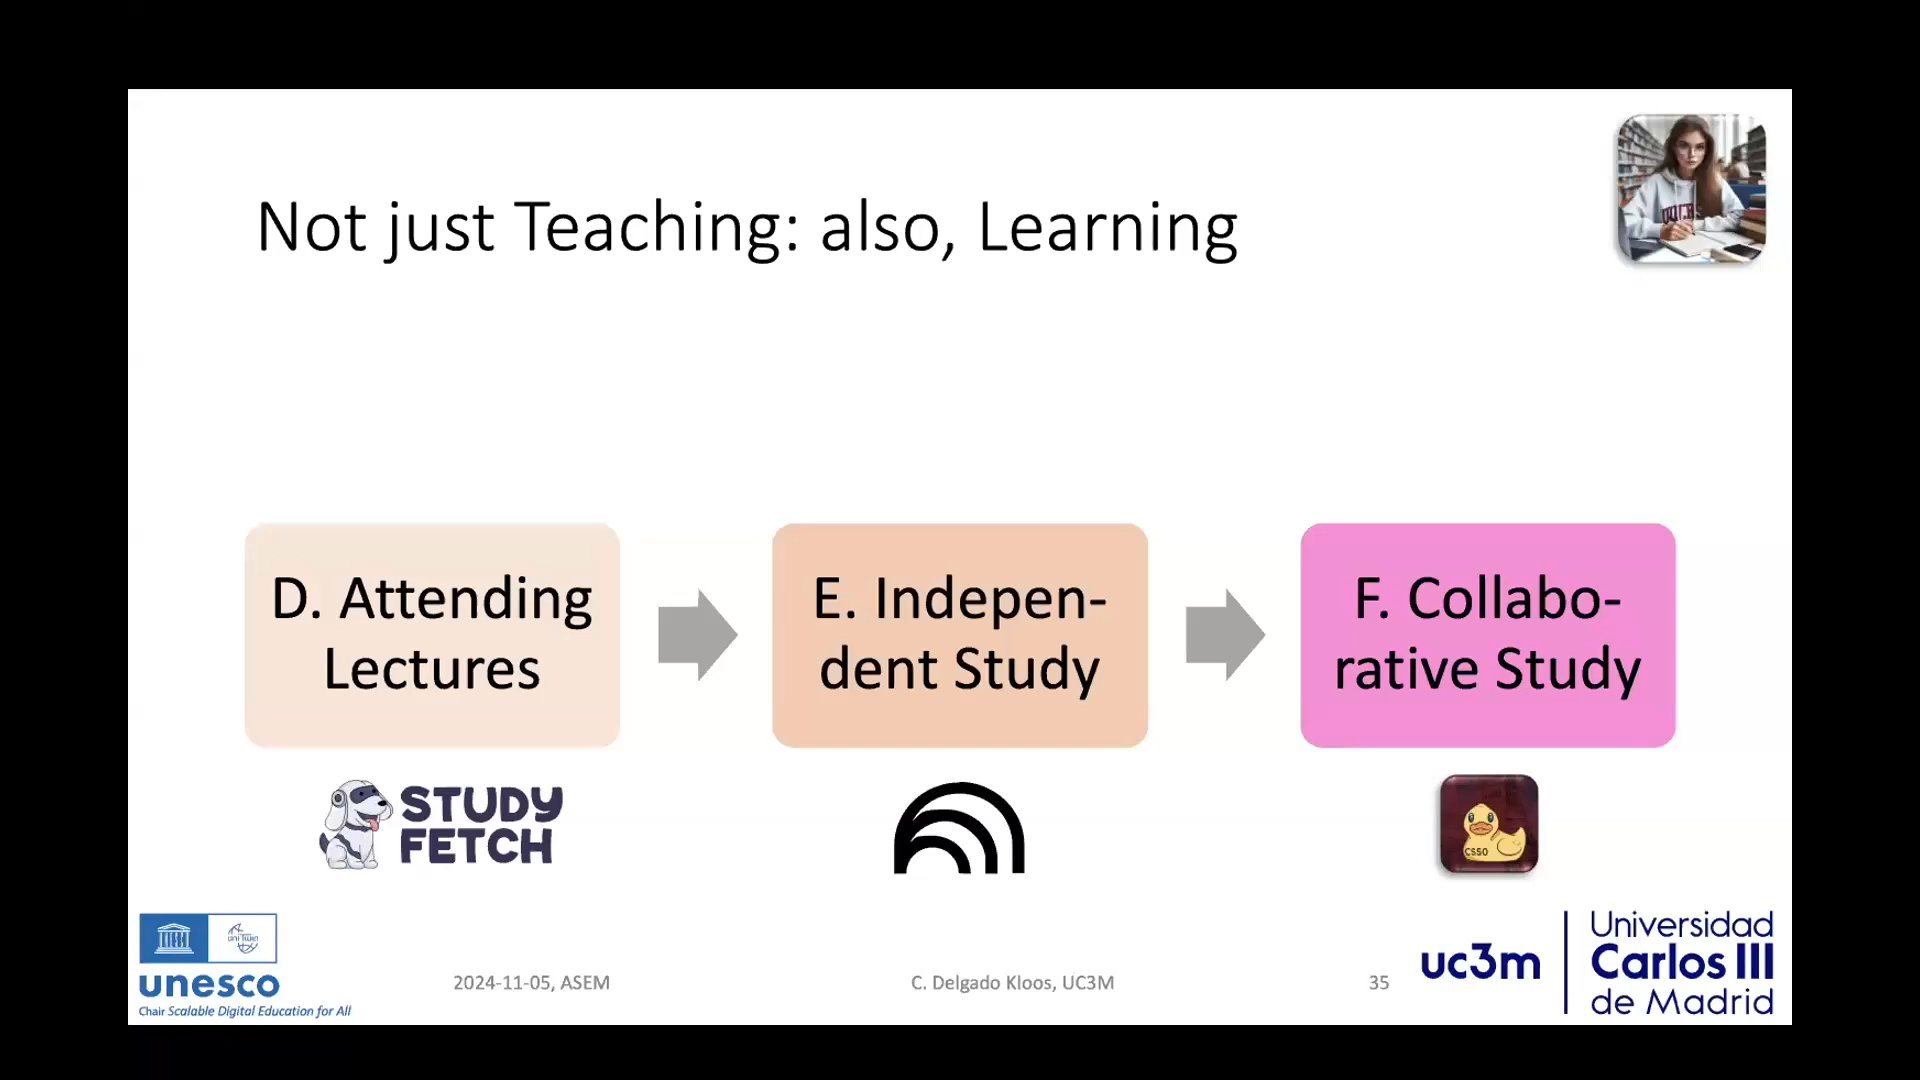 Not just Teaching: also, Learning
D. Attending
Lectures
E. Indepen-
dent Study
F. Collabo-
rative Study
STUDY
FETCH
CS50
unesco
Chair Scalable Digital Education for All
2024-11-05, ASEM
C. Delgado Kloos, UC3M
35
uc3m
Universidad
Carlos III
de Madrid